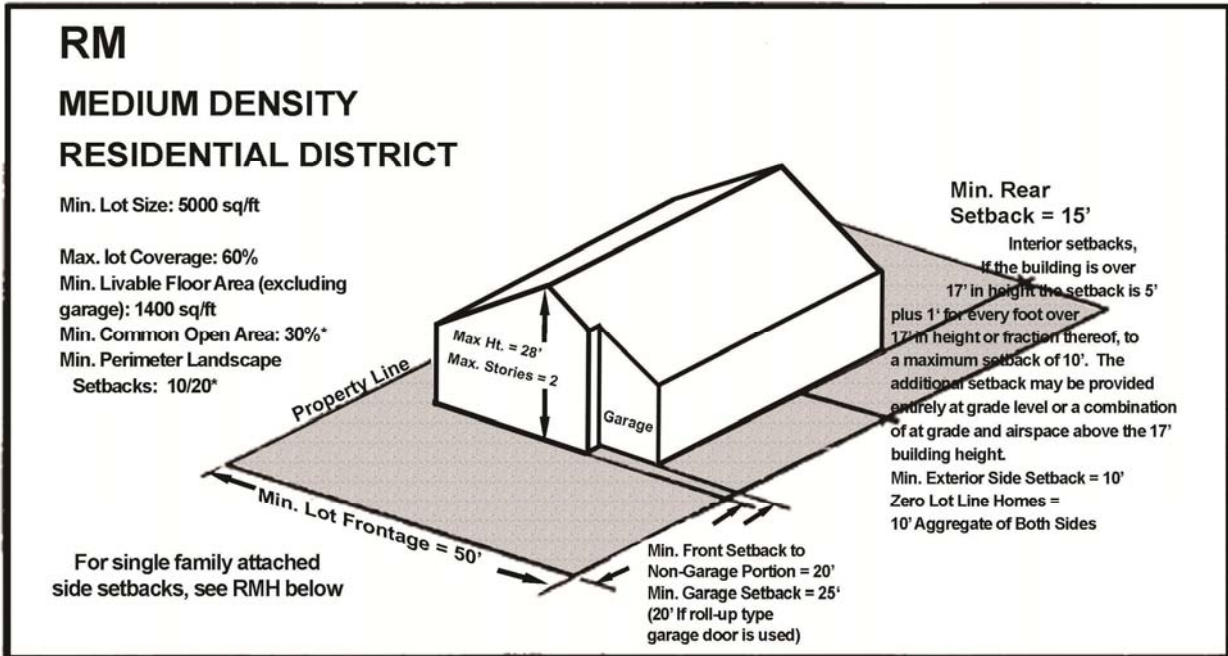 RM
MEDIUM DENSITY
RESIDENTIAL DISTRICT
Min. Lot Size: 5000 sq/ft
Max. lot Coverage: 60%
Min. Livable Floor Area (excluding
garage): 1400 sq/ft
Min. Common Open Area: 30%*
Min. Perimeter Landscape
Setbacks: 10/20*
Max Ht. = 28'
Max. Stories = 2
Garage
Property Line
Min. Lot Frontage = 50'
For single family attached
side setbacks, see RMH below
Min. Front Setback to
Non-Garage Portion = 20'
Min. Garage Setback = 25'
(20' If roll-up type
garage door is used)
Min. Rear
Setback = 15'
Interior setbacks,
If the building is over
17' in height the setback is 5'
plus 1' for every foot over
17' in height or fraction thereof, to
a maximum setback of 10'. The
additional setback may be provided
entirely at grade level or a combination
of at grade and airspace above the 17'
building height.
Min. Exterior Side Setback = 10'
Zero Lot Line Homes =
10' Aggregate of Both Sides